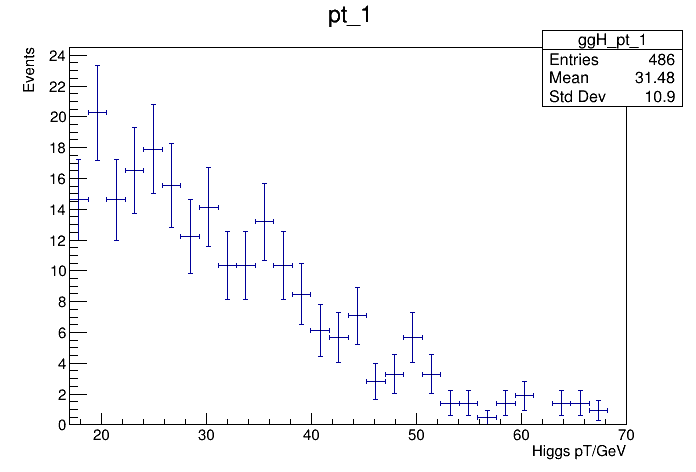 pt_1
ggH_pt_1
Entries 486
Mean 31.48
Std Dev 10.9
Events
24
22
20
18
16
14
12
10
8
6
4
2
0
20 30 40 50 60 70
Higgs pT/GeV